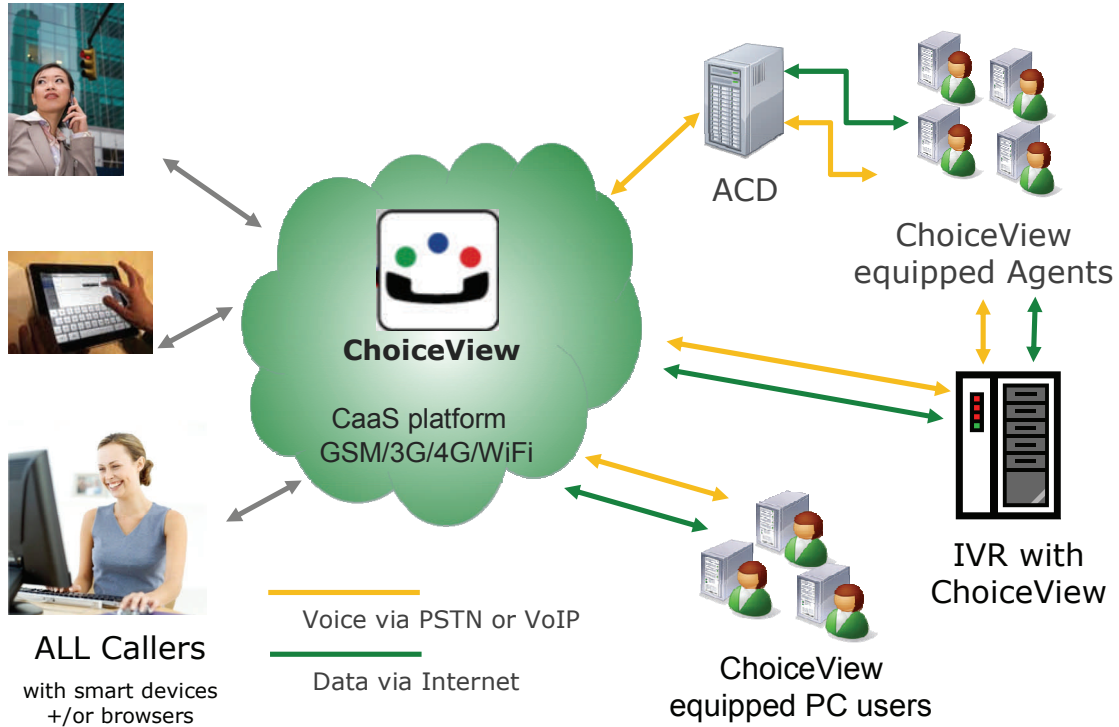 ACD
ChoiceView
equipped Agents
ChoiceView
CaaS platform
GSM/3G/4G/WiFi
IVR with
ChoiceView
Voice via PSTN or VoIP
Data via Internet
ALL Callers
with smart devices
+/or browsers
ChoiceView
equipped PC users